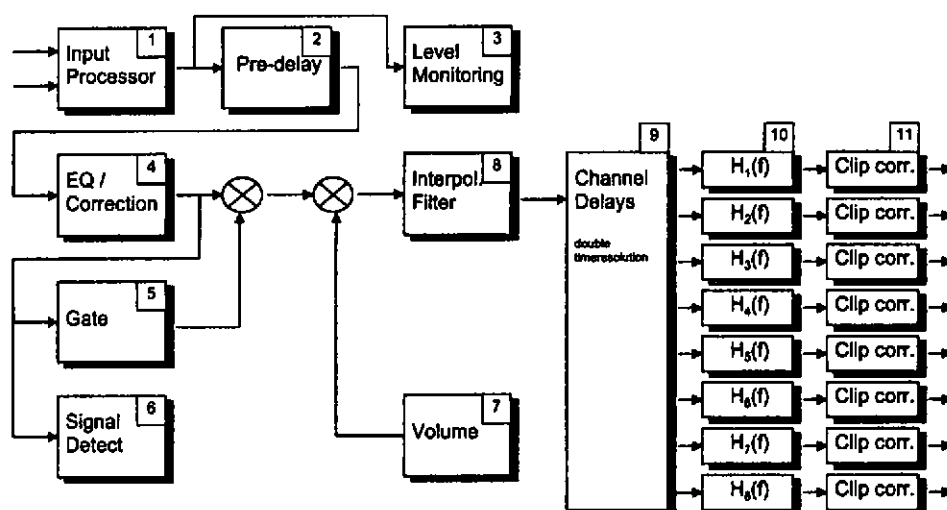 1
Input
Processor
2
Pre-delay
3
Level
Monitoring
4
EQ /
Correction
5
Gate
6
Signal
Detect
7
Volume
8
Interpol.
Filter
9
Channel
Delays
double
timeresolution
10
11
H1(f)
Clip corr.
H2(f)
Clip corr.
H3(f)
Clip corr.
H4(f)
Clip corr.
H5(f)
Clip corr.
H6(f)
Clip corr.
H7(f)
Clip corr.
H8(f)
Clip corr.